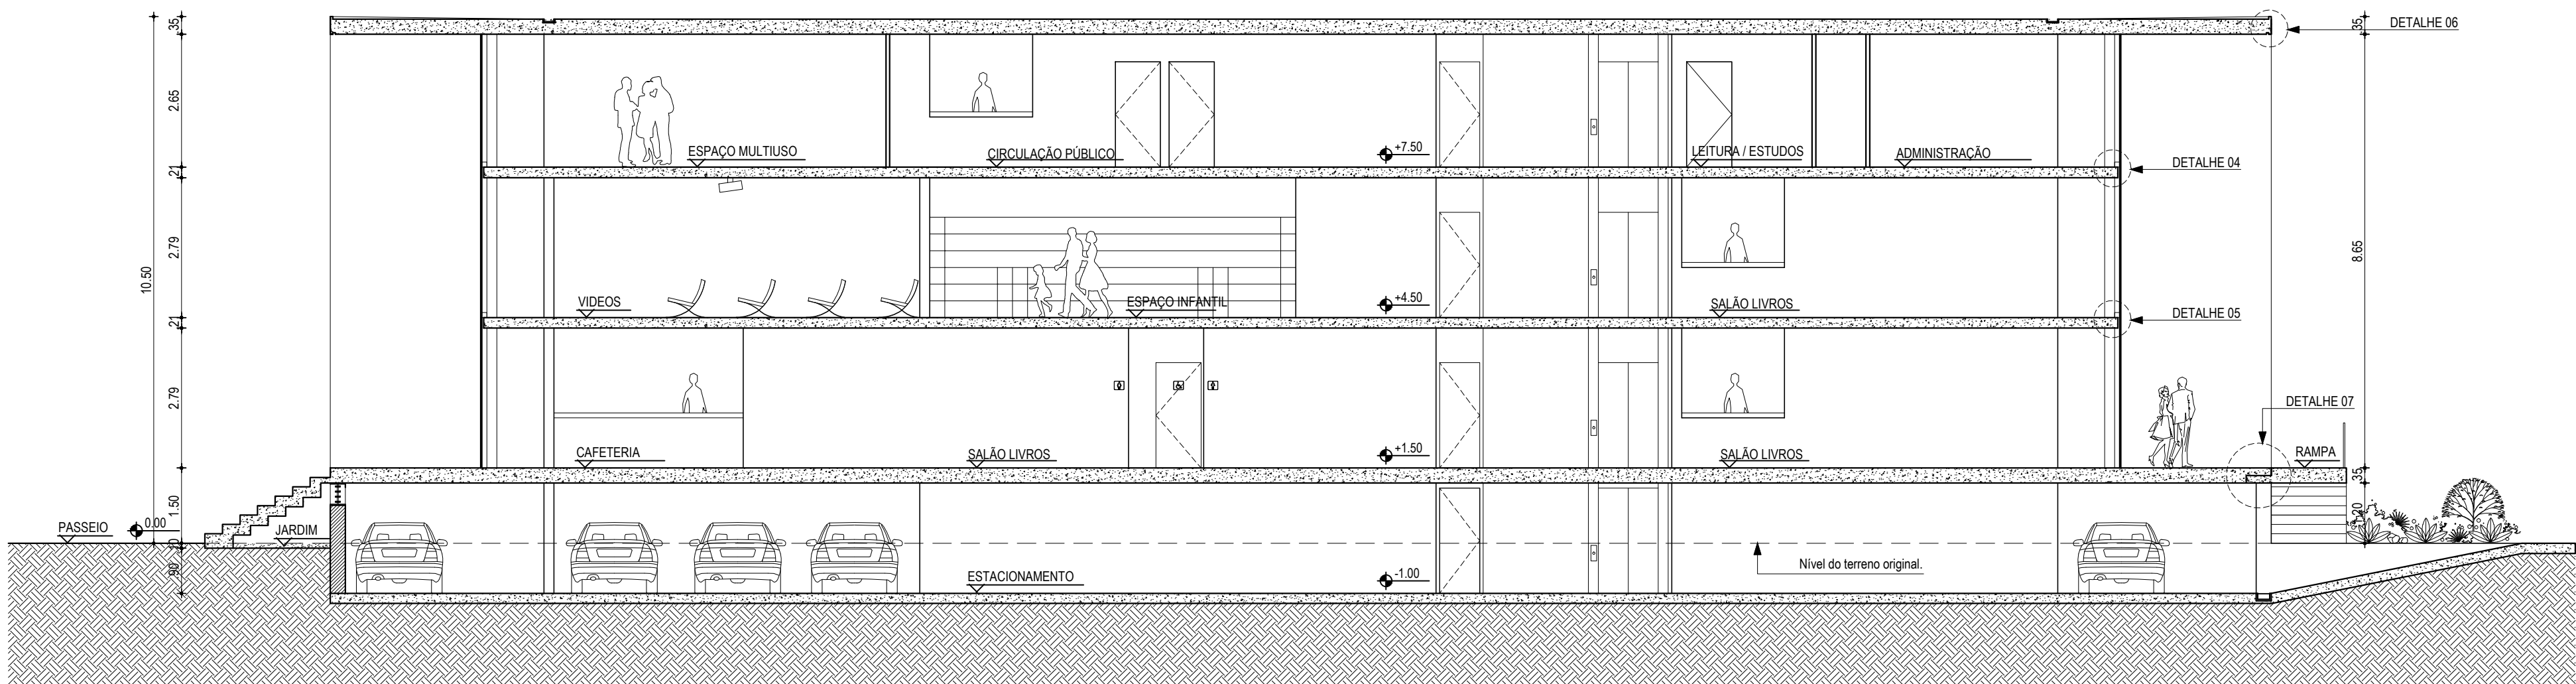 35
DETALHE 06
35
2.65
ESPAÇO MULTIUSO
CIRCULAÇÃO PÚBLICO
+7.50
LEITURA / ESTUDOS
ADMINISTRAÇÃO
DETALHE 04
21
10.50
2.79
8.65
VIDEOS
ESPAÇO INFANTIL
+4.50
SALÃO LIVROS
DETALHE 05
21
2.79
DETALHE 07
CAFETERIA
SALÃO LIVROS
+1.50
SALÃO LIVROS
RAMPA
35
1.50
1.20
PASSEIO
0.00
JARDIM
90
ESTACIONAMENTO
-1.00
Nível do terreno original.